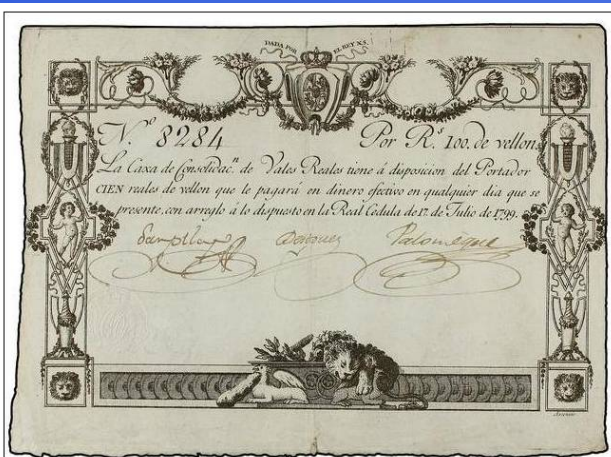 DADA POR EL REY N.S.
N.º 8284 Por R.s 100. de vellon.
La Caxa de Consolidac.n de Vales Reales tiene á disposicion del Portador
CIEN reales de vellon que le pagará en dinero efectivo en qualquier dia que se
presente, con arreglo á lo dispuesto en la Real Cedula de 17. de Julio de 1799.
Palomeque